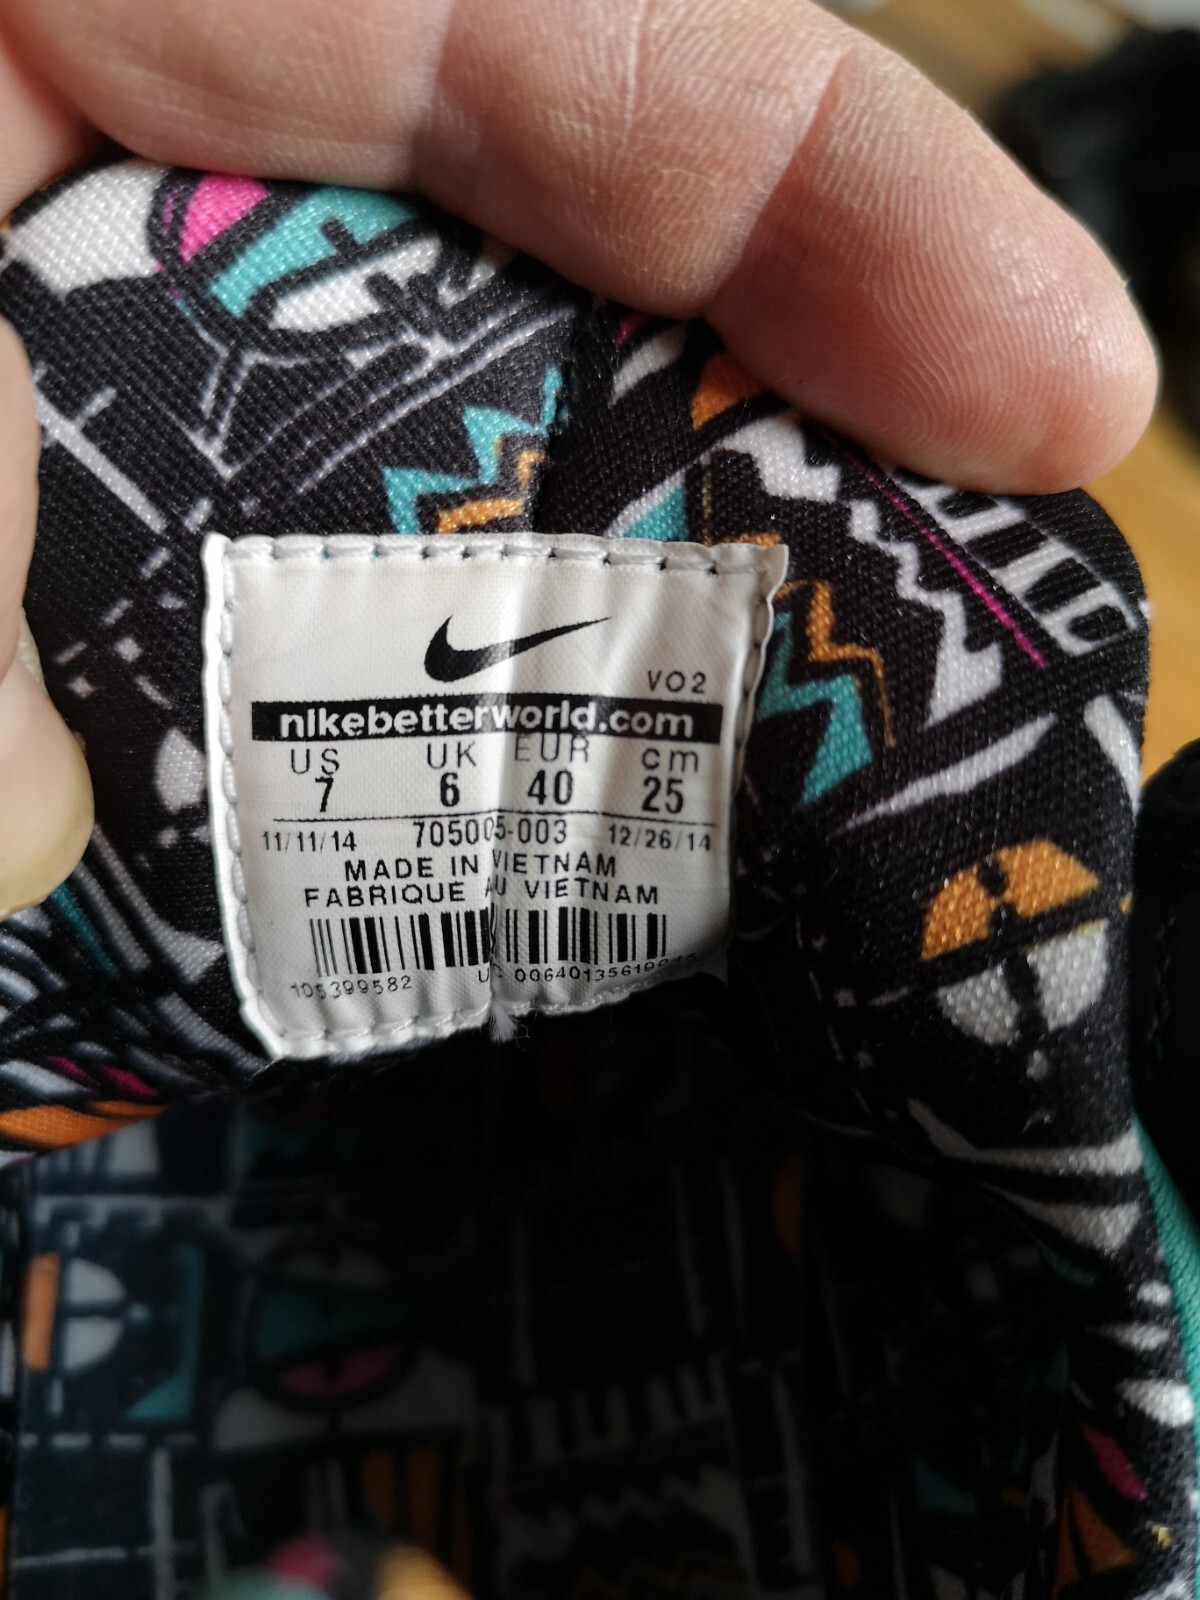 VO2
nikebetterworld.com
US UK EUR cm
7 6 40 25
11/11/14 705005-003 12/26/14
MADE IN VIETNAM
FABRIQUE AU VIETNAM
105399582